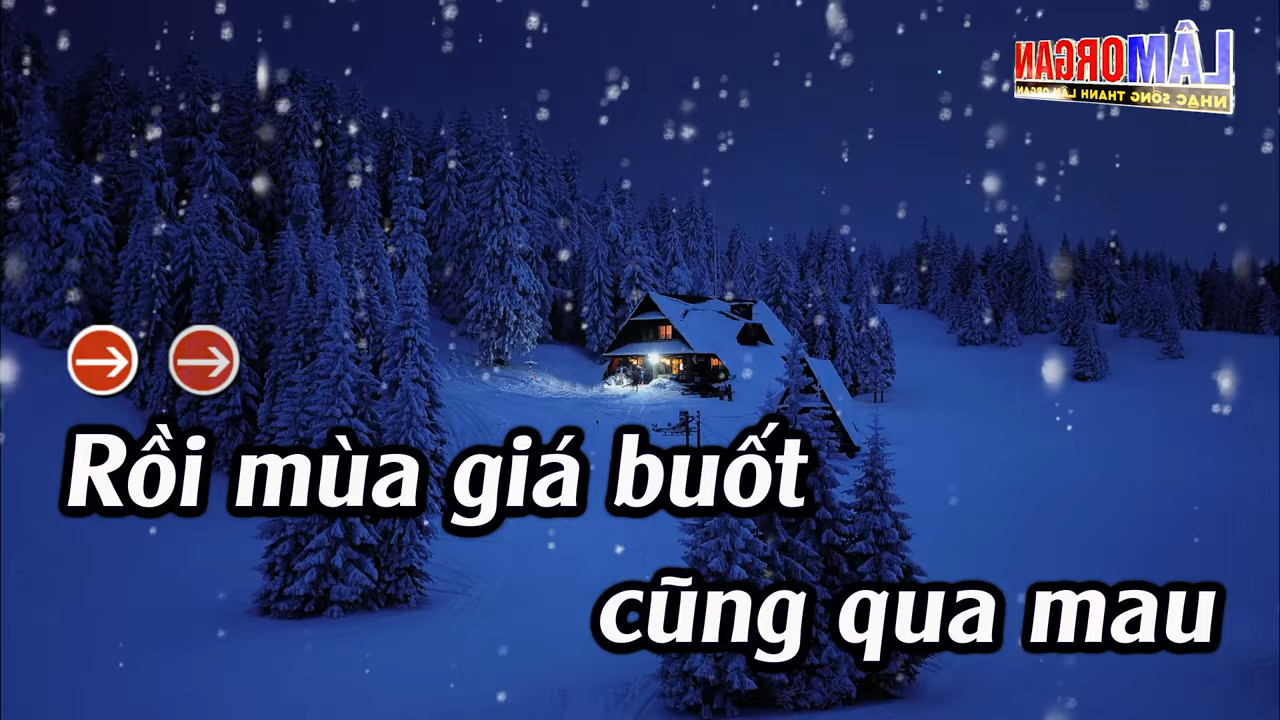 LÂM ORGAN
NHẠC SỐNG THANH LÂM ORGAN
Rồi mùa giá buốt
cũng qua mau